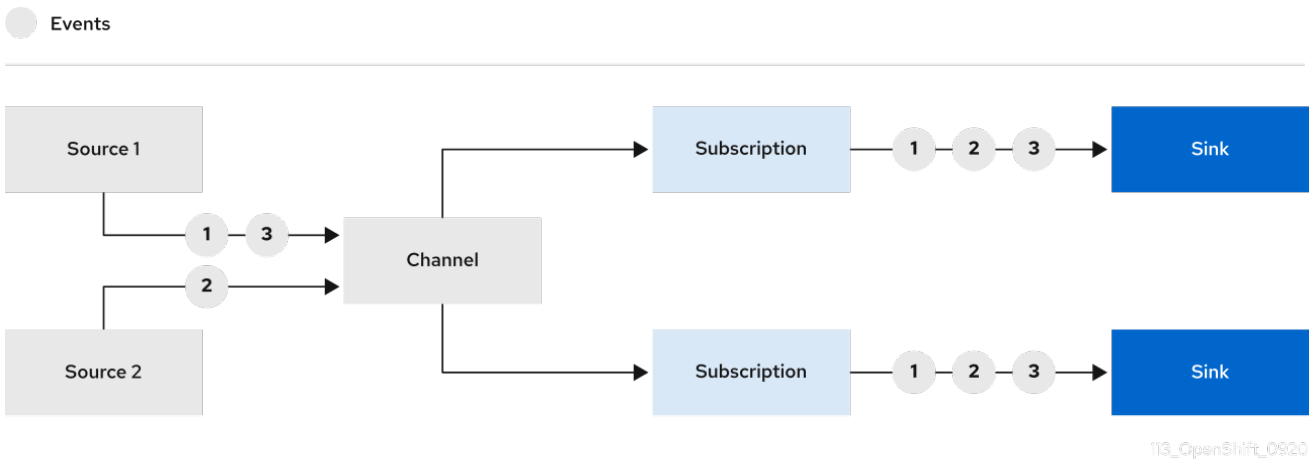 Events
Source 1
Subscription
1 2 3
Sink
1 3
Channel
2
Source 2
Subscription
1 2 3
Sink
113_OpenShift_0920